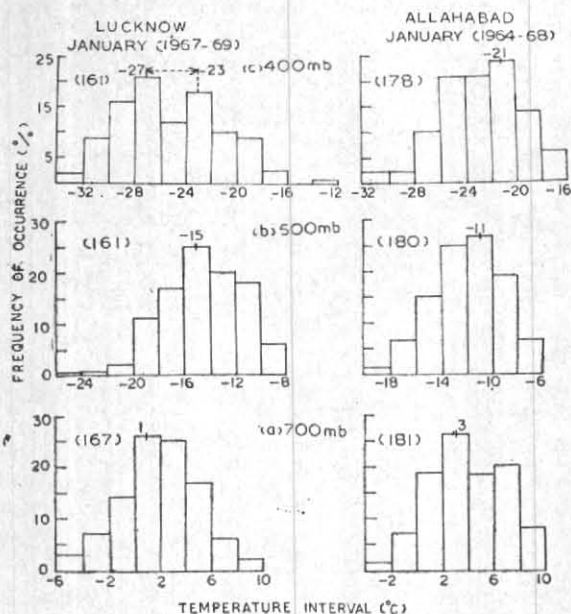 LUCKNOW
JANUARY (1967-69)
ALLAHABAD
JANUARY (1964-68)
FREQUENCY OF OCCURRENCE (%)
25
15
5
(161)
-27
-23
(c) 400mb
-32 -28 -24 -20 -16 -12
(178)
-21
-32 -28 -24 -20 -16
30
20
10
0
(161)
-15
(b) 500mb
-24 -20 -16 -12 -8
(180)
-11
-18 -14 -10 -6
30
20
10
0
(167)
1
(a) 700mb
-6 -2 2 6 10
(181)
3
-2 2 6 10
TEMPERATURE INTERVAL (°C)